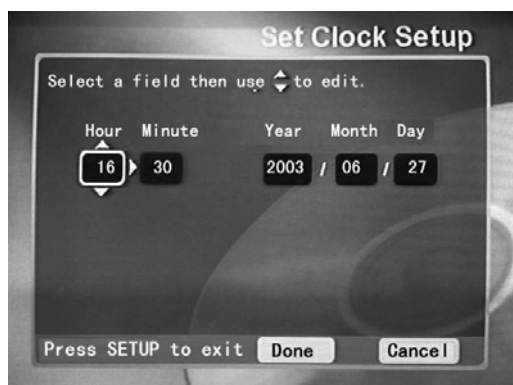 Set Clock Setup
Select a field then use to edit.
Hour Minute Year Month Day
16 30 2003 / 06 / 27
Press SETUP to exit Done Cancel